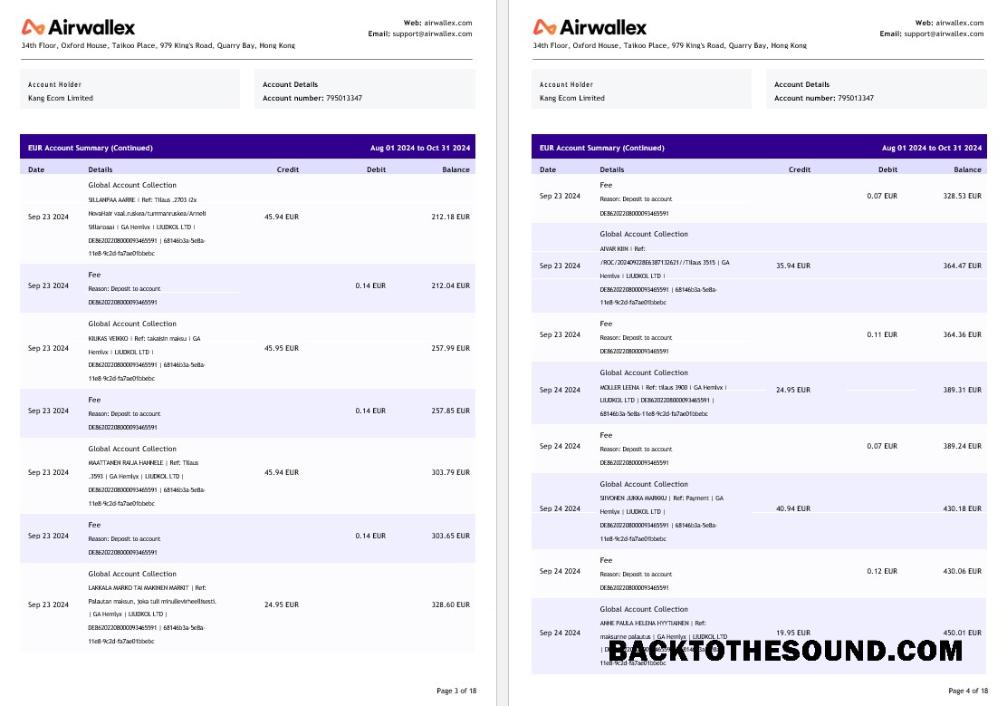 Airwallex
Web: airwallex.com
Email: support@airwallex.com
34th Floor, Oxford House, Taikoo Place, 979 King's Road, Quarry Bay, Hong Kong
Account Holder
Kang Ecom Limited
Account Details
Account number: 795013347
EUR Account Summary (Continued) Aug 01 2024 to Oct 31 2024
Date Details Credit Debit Balance
Global Account Collection
SILLANPAA AARRE | Ref: Tilaus .2703 (2x
NovaHair vaal.ruskea/tummanruskea/Anneli
Sillanpaa) | GA Hemlyx | LIUDKOL LTD |
DE86202208000093465591 | 68146b3a-5e8a-
11e8-9c2d-fa7ae01bbebc
Sep 23 2024 45.94 EUR 212.18 EUR
Fee
Reason: Deposit to account
DE86202208000093465591
Sep 23 2024 0.14 EUR 212.04 EUR
Global Account Collection
KIUKAS VEIKKO | Ref: takaisin maksu | GA
Hemlyx | LIUDKOL LTD |
DE86202208000093465591 | 68146b3a-5e8a-
11e8-9c2d-fa7ae01bbebc
Sep 23 2024 45.95 EUR 257.99 EUR
Fee
Reason: Deposit to account
DE86202208000093465591
Sep 23 2024 0.14 EUR 257.85 EUR
Global Account Collection
MAATTANEN RAIJA HANNELE | Ref: Tilaus
.3593 | GA Hemlyx | LIUDKOL LTD |
DE86202208000093465591 | 68146b3a-5e8a-
11e8-9c2d-fa7ae01bbebc
Sep 23 2024 45.94 EUR 303.79 EUR
Fee
Reason: Deposit to account
DE86202208000093465591
Sep 23 2024 0.14 EUR 303.65 EUR
Global Account Collection
LAKKALA MARKO TAI MAKINEN MARKIT | Ref:
Palautan maksun, joka tuli minullevirheellisesti.
| GA Hemlyx | LIUDKOL LTD |
DE86202208000093465591 | 68146b3a-5e8a-
11e8-9c2d-fa7ae01bbebc
Sep 23 2024 24.95 EUR 328.60 EUR
Page 3 of 18
Airwallex
Web: airwallex.com
Email: support@airwallex.com
34th Floor, Oxford House, Taikoo Place, 979 King's Road, Quarry Bay, Hong Kong
Account Holder
Kang Ecom Limited
Account Details
Account number: 795013347
EUR Account Summary (Continued) Aug 01 2024 to Oct 31 2024
Date Details Credit Debit Balance
Fee
Reason: Deposit to account
DE86202208000093465591
Sep 23 2024 0.07 EUR 328.53 EUR
Global Account Collection
AIVAR KIIN | Ref:
/ROC/20240922BE6387132621//Tilaus 3515 | GA
Hemlyx | LIUDKOL LTD |
DE86202208000093465591 | 68146b3a-5e8a-
11e8-9c2d-fa7ae01bbebc
Sep 23 2024 35.94 EUR 364.47 EUR
Fee
Reason: Deposit to account
DE86202208000093465591
Sep 23 2024 0.11 EUR 364.36 EUR
Global Account Collection
MOLLER LEENA | Ref: tilaus 3903 | GA Hemlyx |
LIUDKOL LTD | DE86202208000093465591 |
68146b3a-5e8a-11e8-9c2d-fa7ae01bbebc
Sep 24 2024 24.95 EUR 389.31 EUR
Fee
Reason: Deposit to account
DE86202208000093465591
Sep 24 2024 0.07 EUR 389.24 EUR
Global Account Collection
SIIVONEN JUKKA MARKKU | Ref: Payment | GA
Hemlyx | LIUDKOL LTD |
DE86202208000093465591 | 68146b3a-5e8a-
11e8-9c2d-fa7ae01bbebc
Sep 24 2024 40.94 EUR 430.18 EUR
Fee
Reason: Deposit to account
DE86202208000093465591
Sep 24 2024 0.12 EUR 430.06 EUR
Global Account Collection
ANNE PAULA HELENA HYYTIAINEN | Ref:
maksunne palautus | GA Hemlyx | LIUDKOL LTD
11e8-9c2d-fa7ae01bbebc
Sep 24 2024 19.95 EUR 450.01 EUR
BACKTOTHESOUND.COM
Page 4 of 18